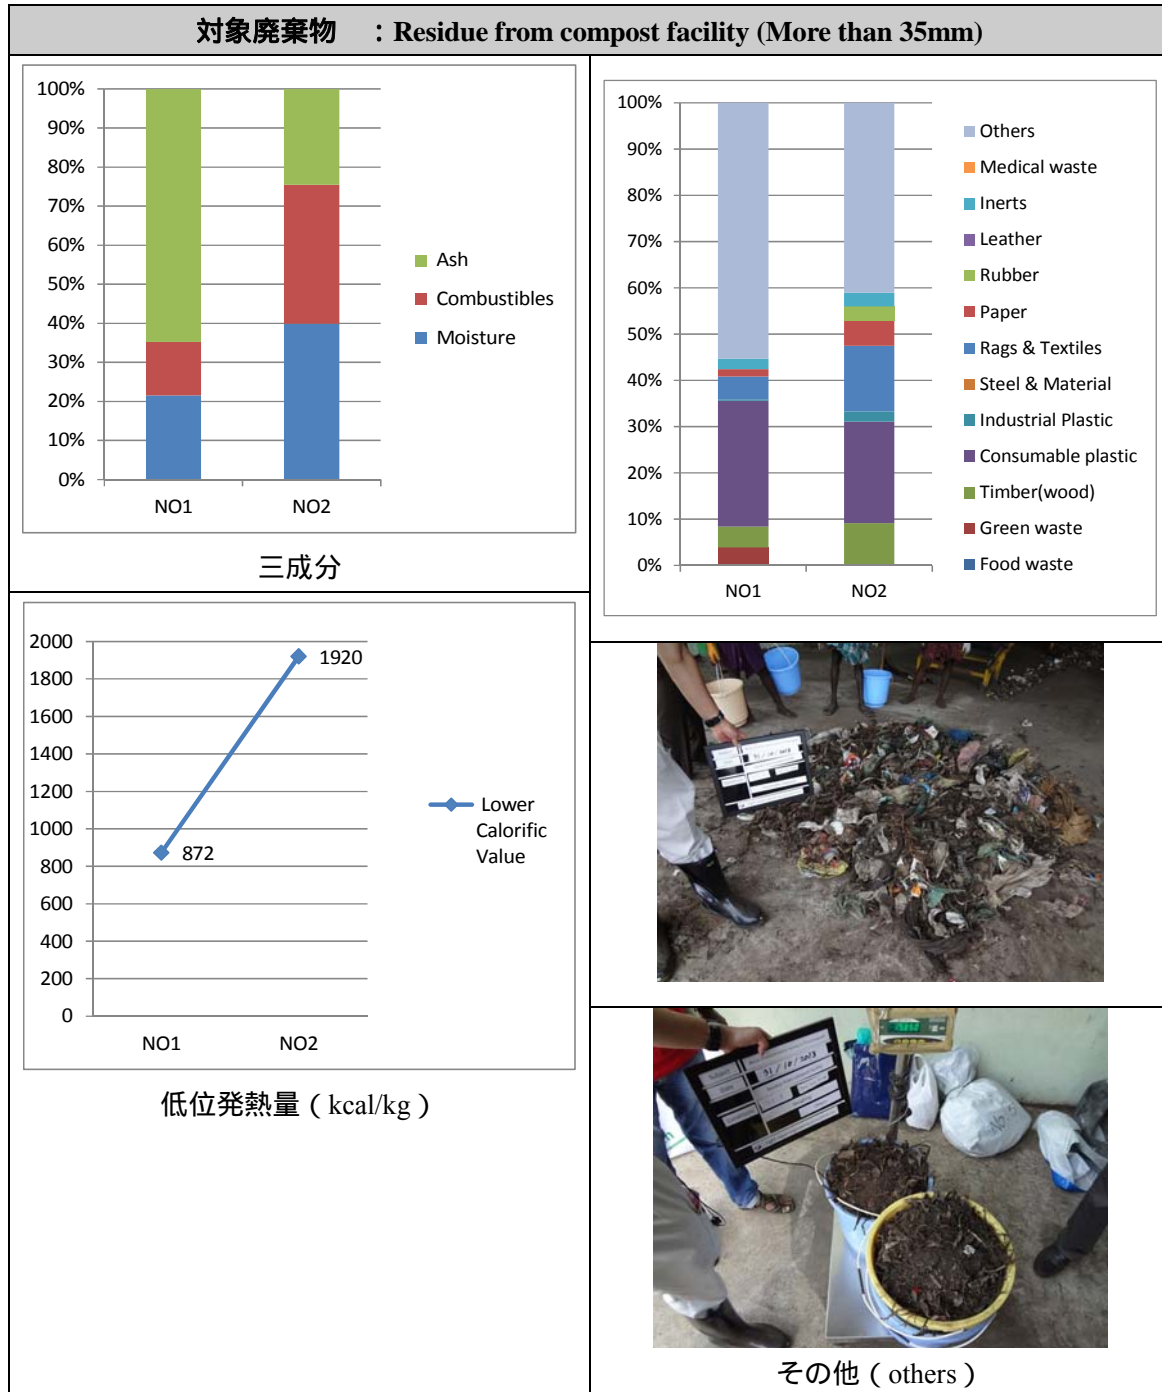 対象廃棄物 ：Residue from compost facility (More than 35mm)
100%
90%
80%
70%
60%
50%
40%
30%
20%
10%
0%
NO1 NO2
Ash
Combustibles
Moisture
三成分
100%
90%
80%
70%
60%
50%
40%
30%
20%
10%
0%
NO1 NO2
Others
Medical waste
Inerts
Leather
Rubber
Paper
Rags & Textiles
Steel & Material
Industrial Plastic
Consumable plastic
Timber(wood)
Green waste
Food waste
2000
1800
1600
1400
1200
1000
800
600
400
200
0
872
1920
NO1 NO2
Lower
Calorific
Value
低位発熱量（kcal/kg）
31/10/2013
その他（others）